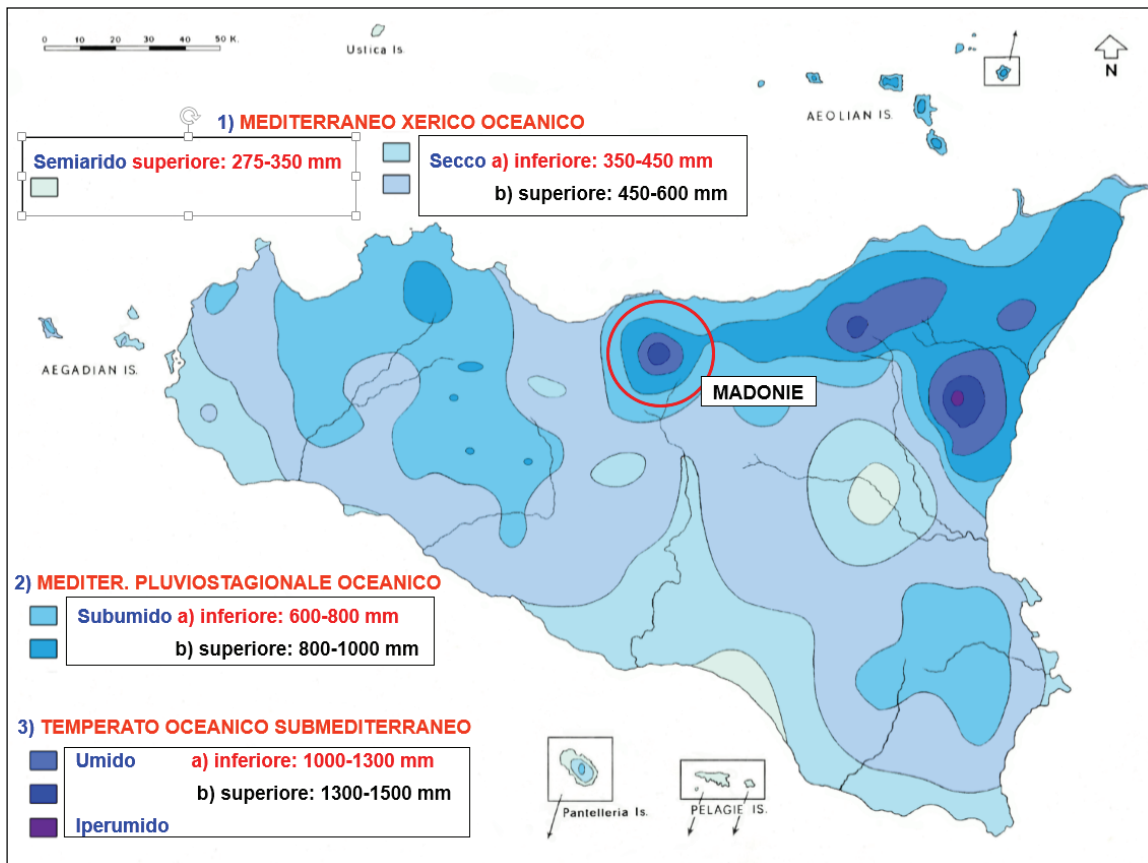 0 10 20 30 40 50 K.
Ustica Is.
N
AEOLIAN IS.
1) MEDITERRANEO XERICO OCEANICO
Semiarido superiore: 275-350 mm
Secco a) inferiore: 350-450 mm
b) superiore: 450-600 mm
AEGADIAN IS.
MADONIE
2) MEDITER. PLUVIOSTAGIONALE OCEANICO
Subumido a) inferiore: 600-800 mm
b) superiore: 800-1000 mm
3) TEMPERATO OCEANICO SUBMEDITERRANEO
Umido a) inferiore: 1000-1300 mm
b) superiore: 1300-1500 mm
Iperumido
Pantelleria Is.
PELAGIE IS.